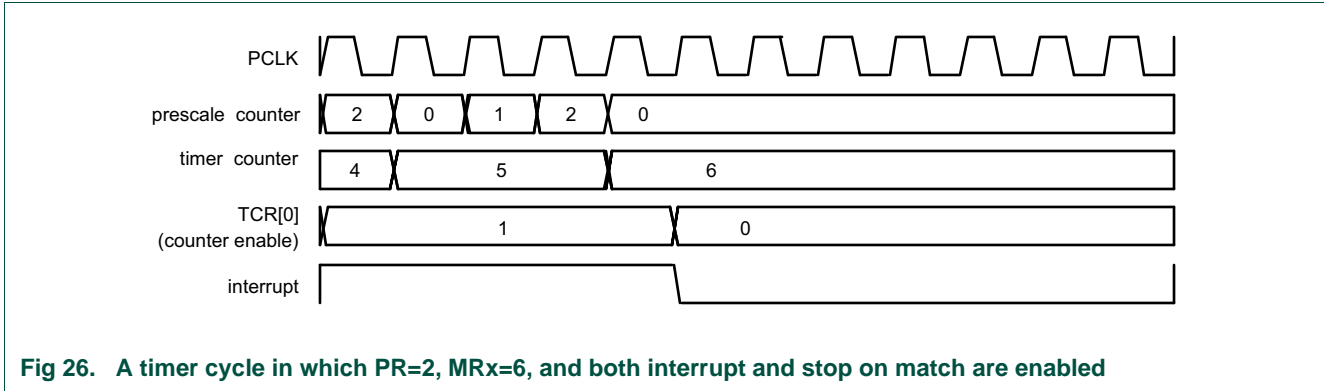 PCLK
prescale counter 2 0 1 2 0
timer counter 4 5 6
TCR[0]
(counter enable) 1 0
interrupt
Fig 26. A timer cycle in which PR=2, MRx=6, and both interrupt and stop on match are enabled